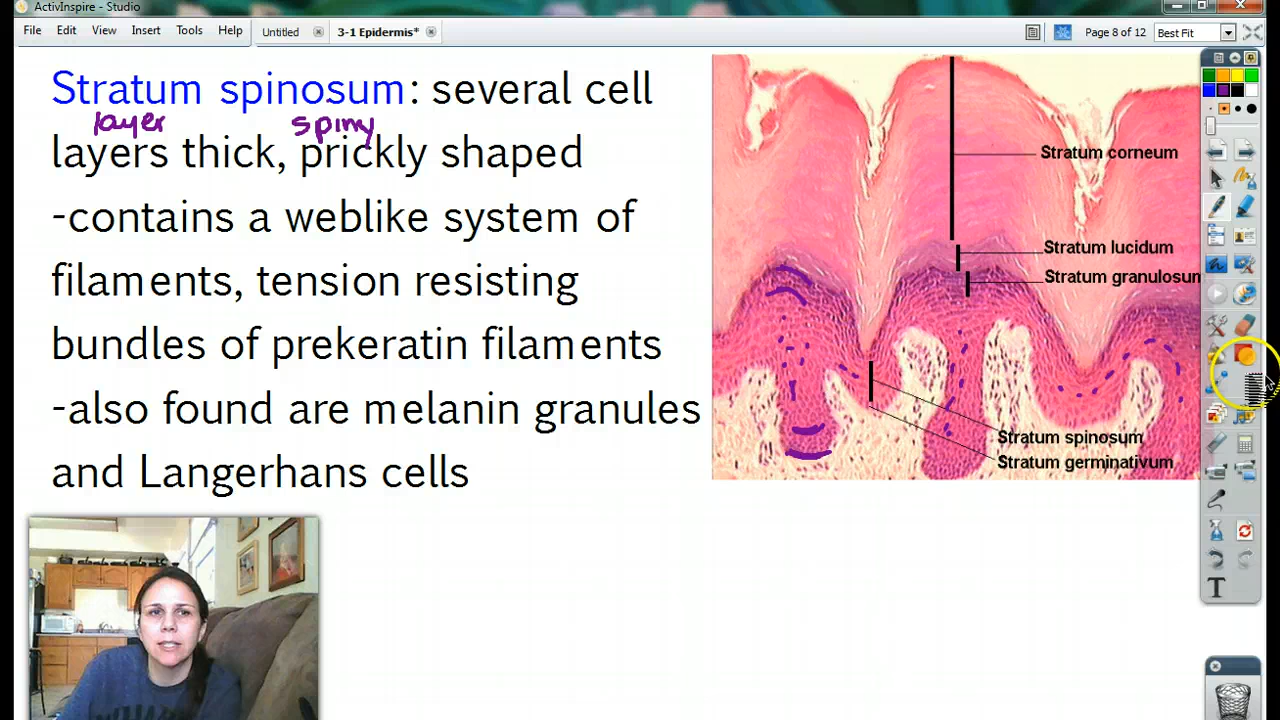 ActivInspire - Studio
File Edit View Insert Tools Help Untitled 3-1 Epidermis* Page 8 of 12 Best Fit
Stratum spinosum: several cell
layer spiny
layers thick, prickly shaped
-contains a weblike system of
filaments, tension resisting
bundles of prekeratin filaments
-also found are melanin granules
and Langerhans cells
Stratum corneum
Stratum lucidum
Stratum granulosum
Stratum spinosum
Stratum germinativum
T